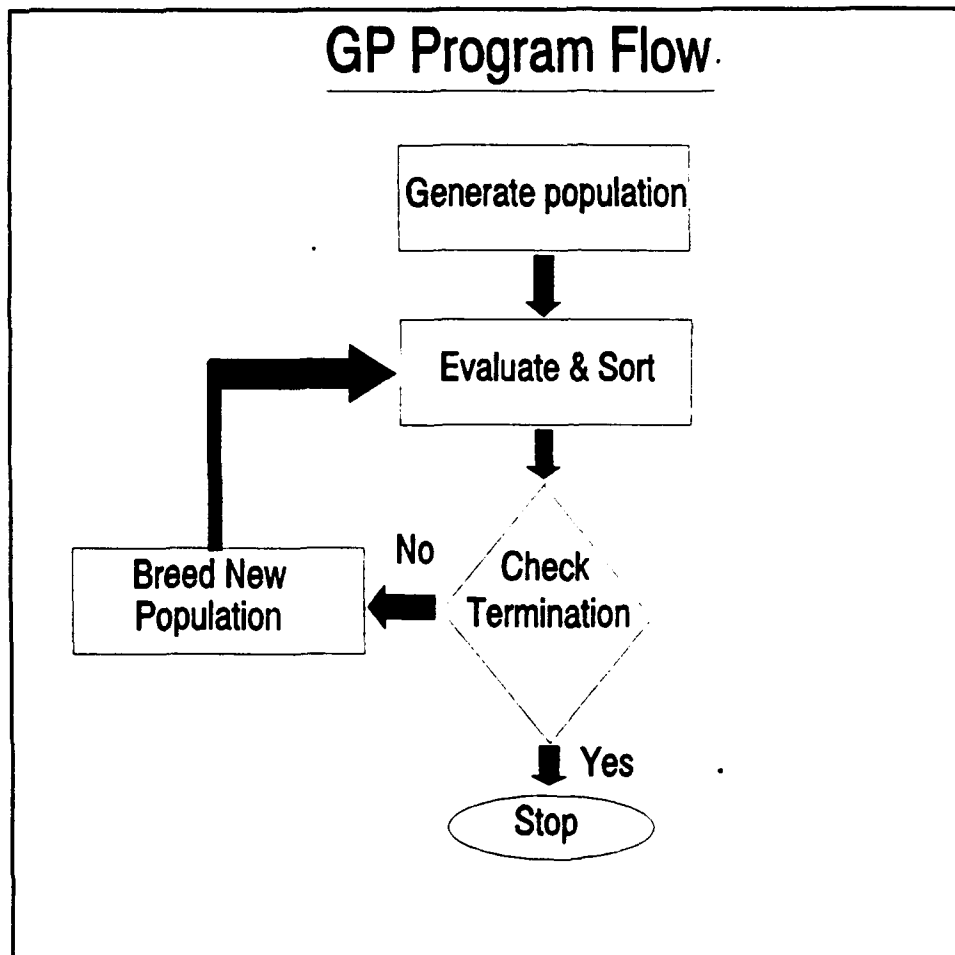 GP Program Flow
Generate population
Evaluate & Sort
No
Check
Termination
Breed New
Population
Yes
Stop